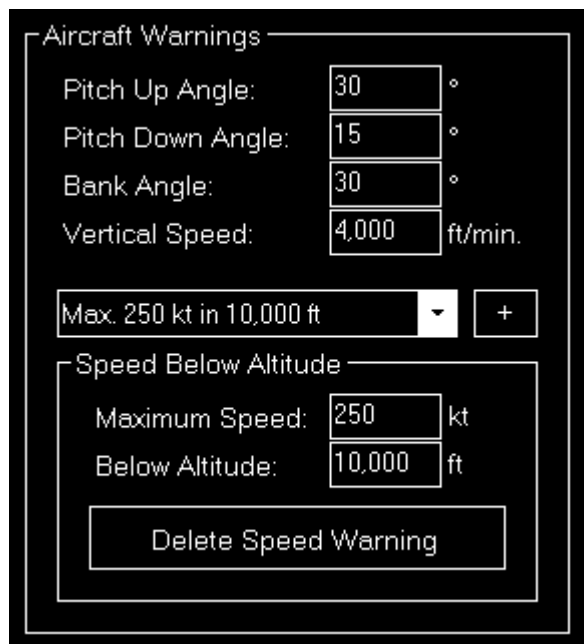 Aircraft Warnings
Pitch Up Angle: 30 °
Pitch Down Angle: 15 °
Bank Angle: 30 °
Vertical Speed: 4,000 ft/min.
Max. 250 kt in 10,000 ft +
Speed Below Altitude
Maximum Speed: 250 kt
Below Altitude: 10,000 ft
Delete Speed Warning